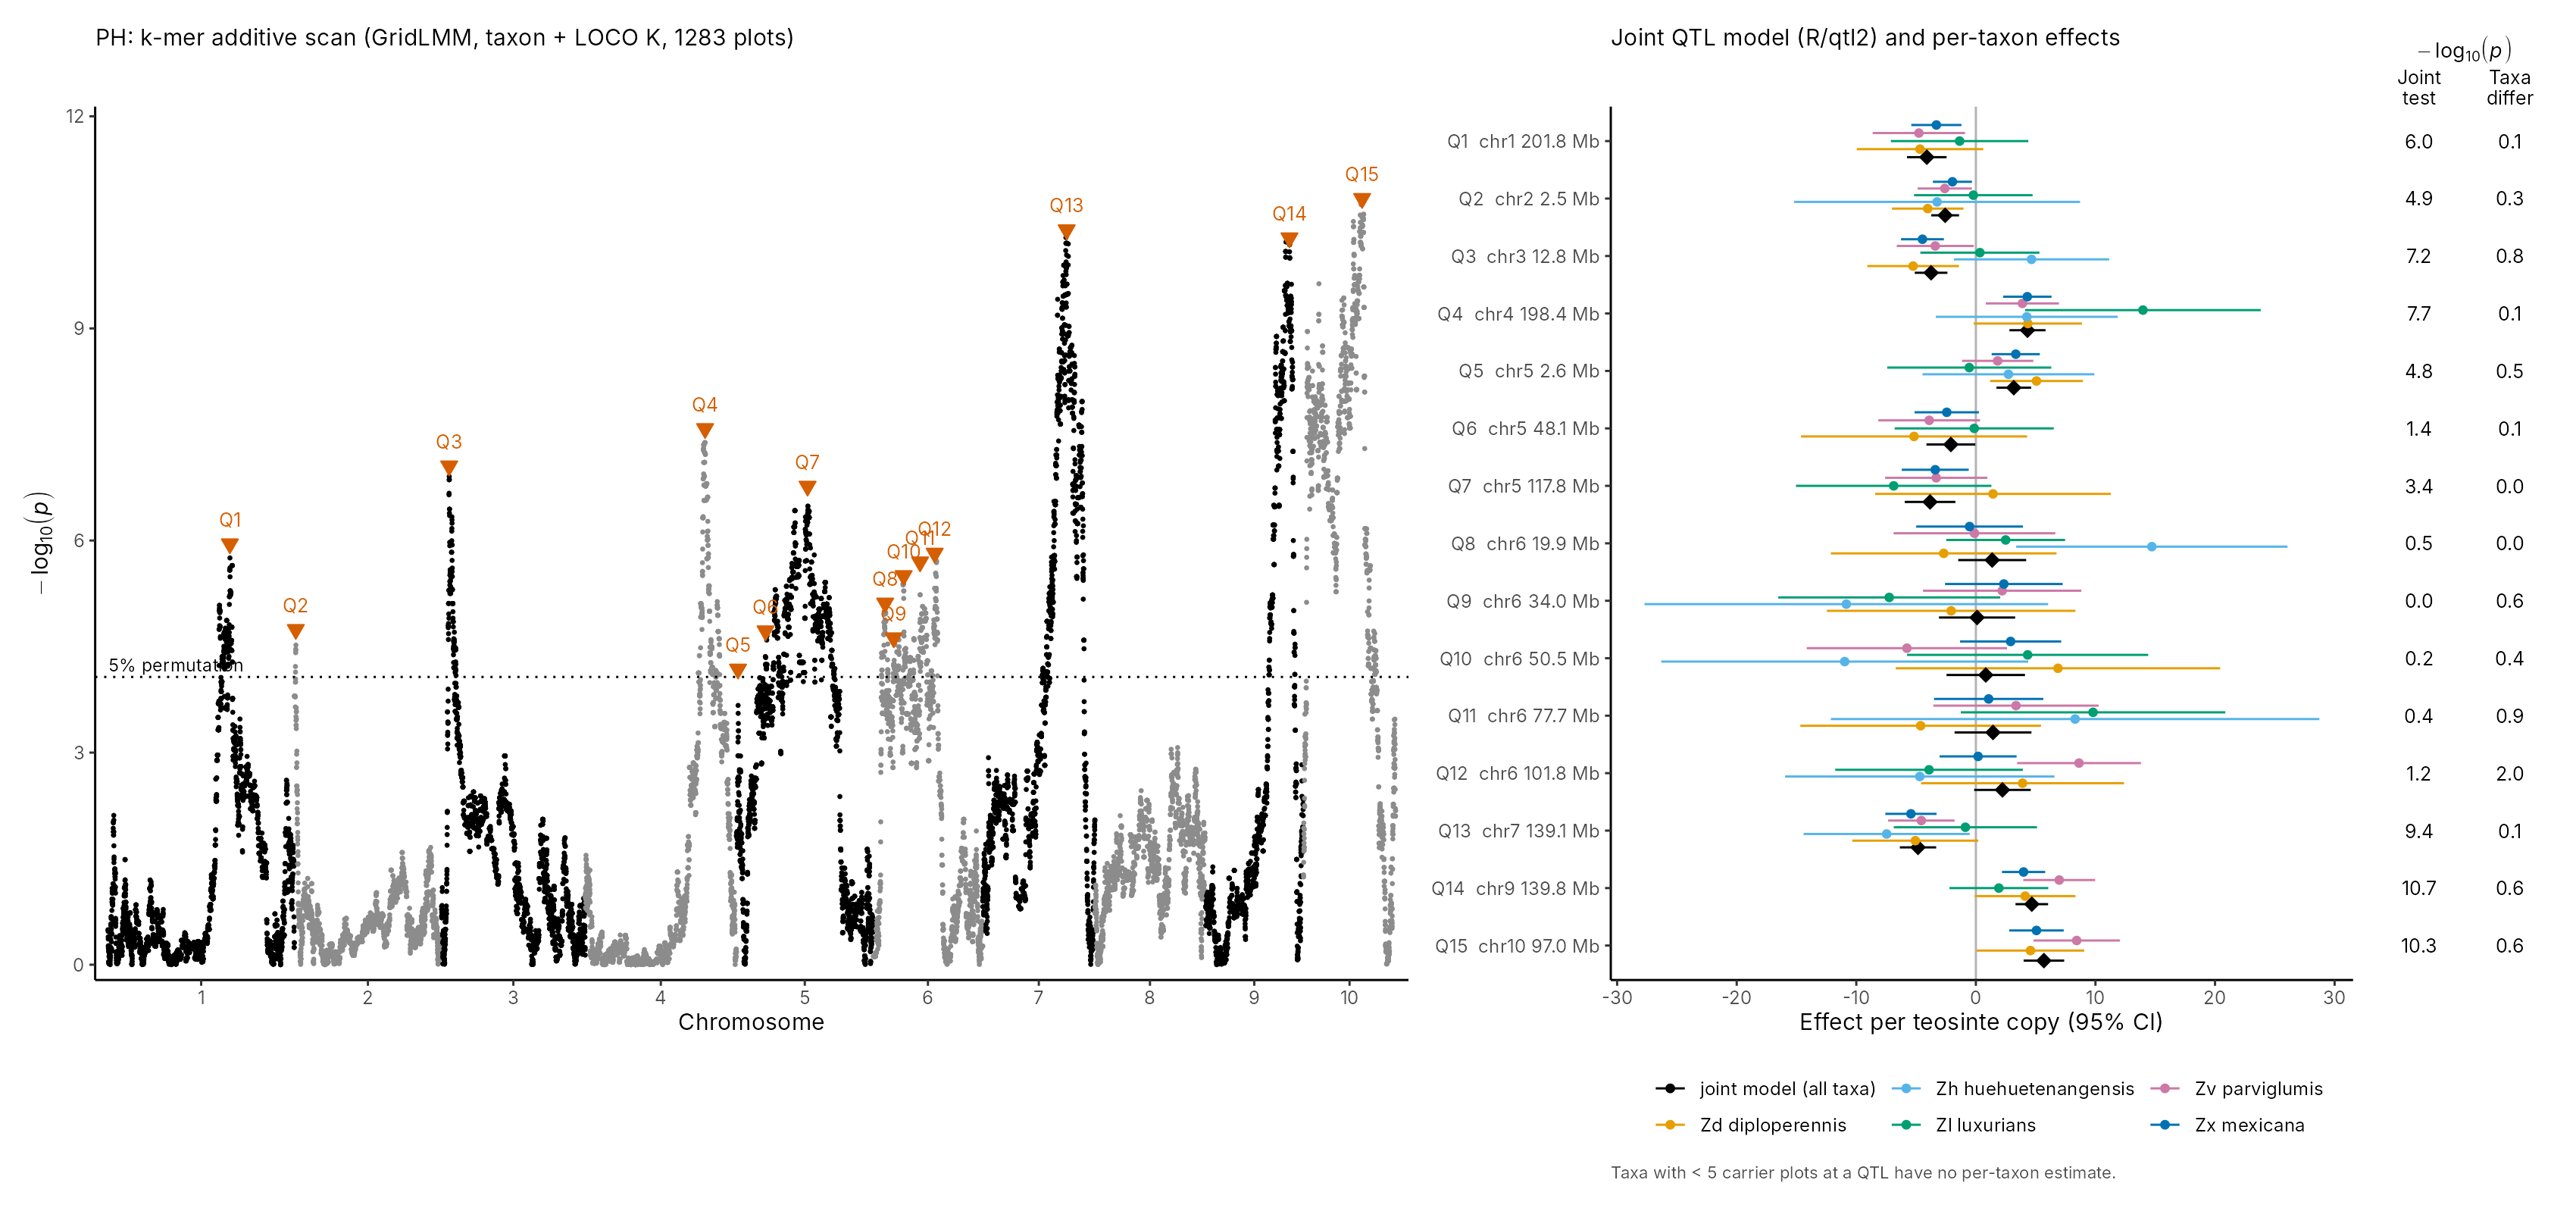 PH: k-mer additive scan (GridLMM, taxon + LOCO K, 1283 plots)
12
9
6
3
0
−log10(p)
Q1
Q2
Q3
Q4
Q5
Q6
Q7
Q8
Q9
Q10
Q11
Q12
Q13
Q14
Q15
5% permutation
1 2 3 4 5 6 7 8 9 10
Chromosome
Joint QTL model (R/qtl2) and per-taxon effects
−log10(p)
Joint test
Taxa differ
Q1 chr1 201.8 Mb 6.0 0.1
Q2 chr2 2.5 Mb 4.9 0.3
Q3 chr3 12.8 Mb 7.2 0.8
Q4 chr4 198.4 Mb 7.7 0.1
Q5 chr5 2.6 Mb 4.8 0.5
Q6 chr5 48.1 Mb 1.4 0.1
Q7 chr5 117.8 Mb 3.4 0.0
Q8 chr6 19.9 Mb 0.5 0.0
Q9 chr6 34.0 Mb 0.0 0.6
Q10 chr6 50.5 Mb 0.2 0.4
Q11 chr6 77.7 Mb 0.4 0.9
Q12 chr6 101.8 Mb 1.2 2.0
Q13 chr7 139.1 Mb 9.4 0.1
Q14 chr9 139.8 Mb 10.7 0.6
Q15 chr10 97.0 Mb 10.3 0.6
-30 -20 -10 0 10 20 30
Effect per teosinte copy (95% CI)
joint model (all taxa) Zh huehuetenangensis Zv parviglumis
Zd diploperennis Zl luxurians Zx mexicana
Taxa with < 5 carrier plots at a QTL have no per-taxon estimate.